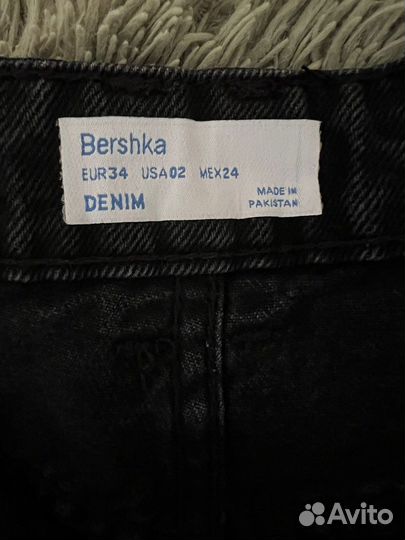 Bershka
EUR34 USA02 MEX24
DENIM
MADE IN
PAKISTAN
Avito